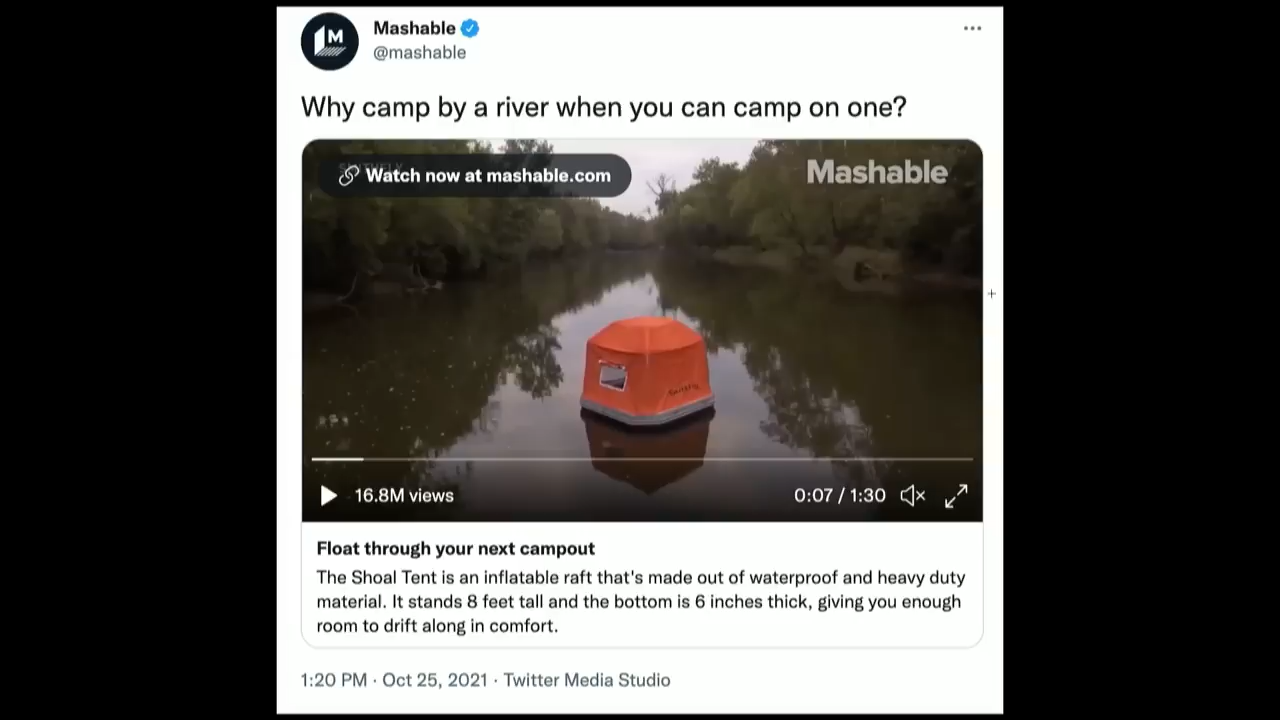 Mashable
@mashable
Why camp by a river when you can camp on one?
Watch now at mashable.com
Mashable
16.8M views
0:07 / 1:30
Float through your next campout
The Shoal Tent is an inflatable raft that's made out of waterproof and heavy duty
material. It stands 8 feet tall and the bottom is 6 inches thick, giving you enough
room to drift along in comfort.
1:20 PM · Oct 25, 2021 · Twitter Media Studio